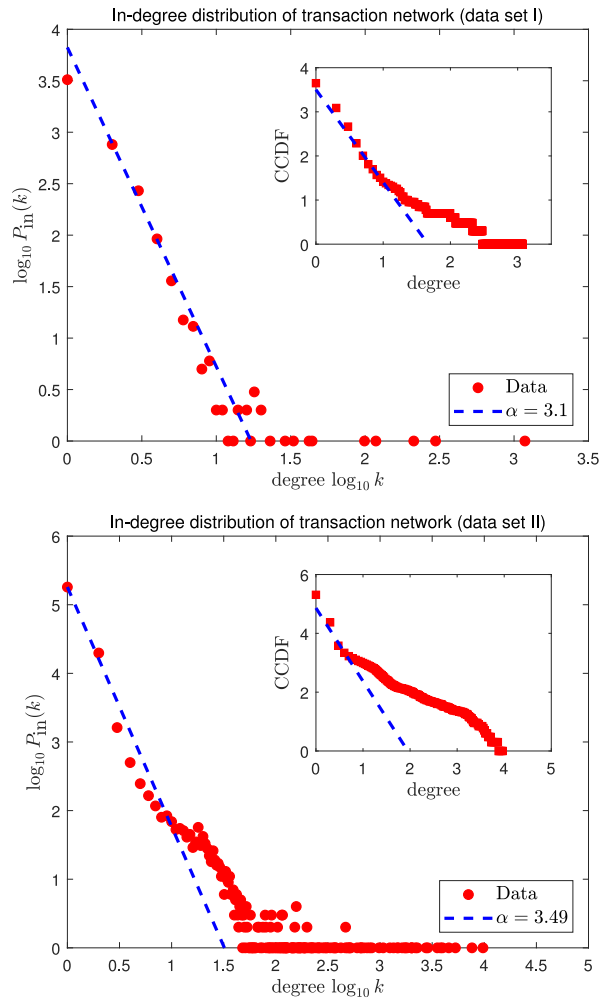 In-degree distribution of transaction network (data set I)
4
3.5
3
2.5
2
1.5
1
0.5
0
log₁₀ Pᵢₙ(k)
0 0.5 1 1.5 2 2.5 3 3.5
degree log₁₀ k
4
3
2
1
0
CCDF
0 1 2 3
degree
Data
α = 3.1
In-degree distribution of transaction network (data set II)
6
5
4
3
2
1
0
log₁₀ Pᵢₙ(k)
0 0.5 1 1.5 2 2.5 3 3.5 4 4.5 5
degree log₁₀ k
6
4
2
0
CCDF
0 1 2 3 4 5
degree
Data
α = 3.49